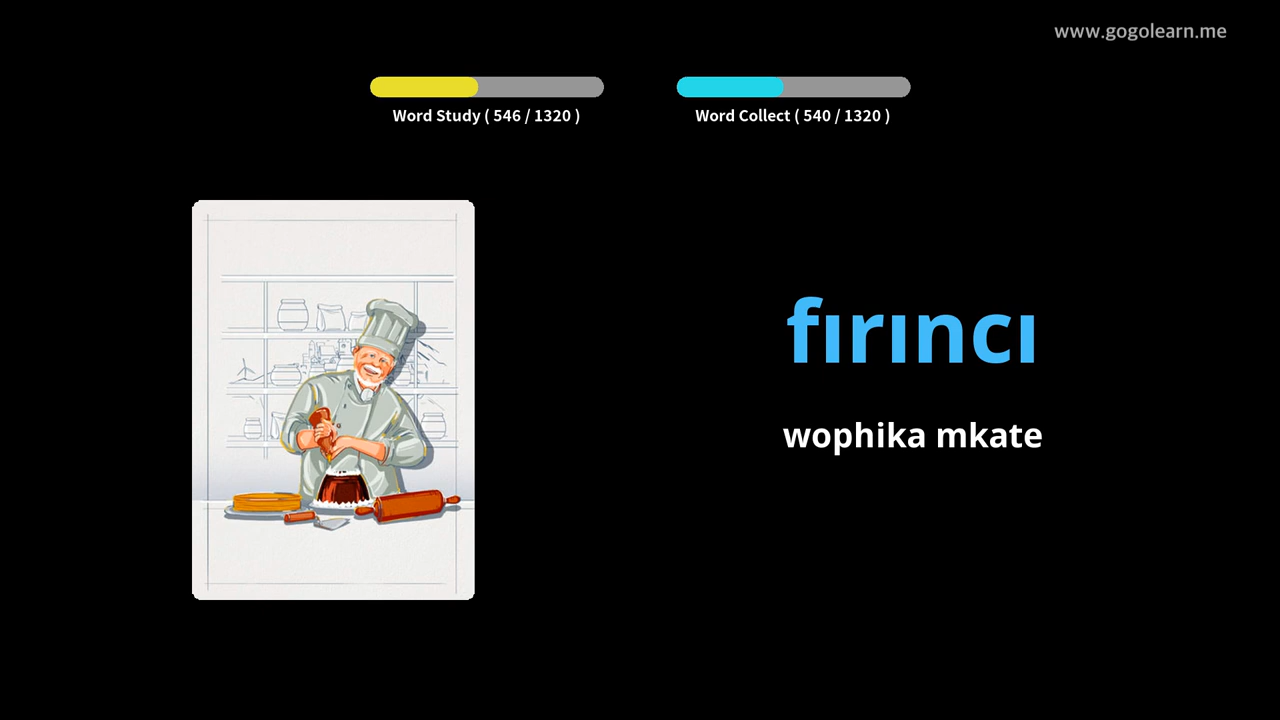 www.gogolearn.me
Word Study ( 546 / 1320 )
Word Collect ( 540 / 1320 )
fırıncı
wophika mkate